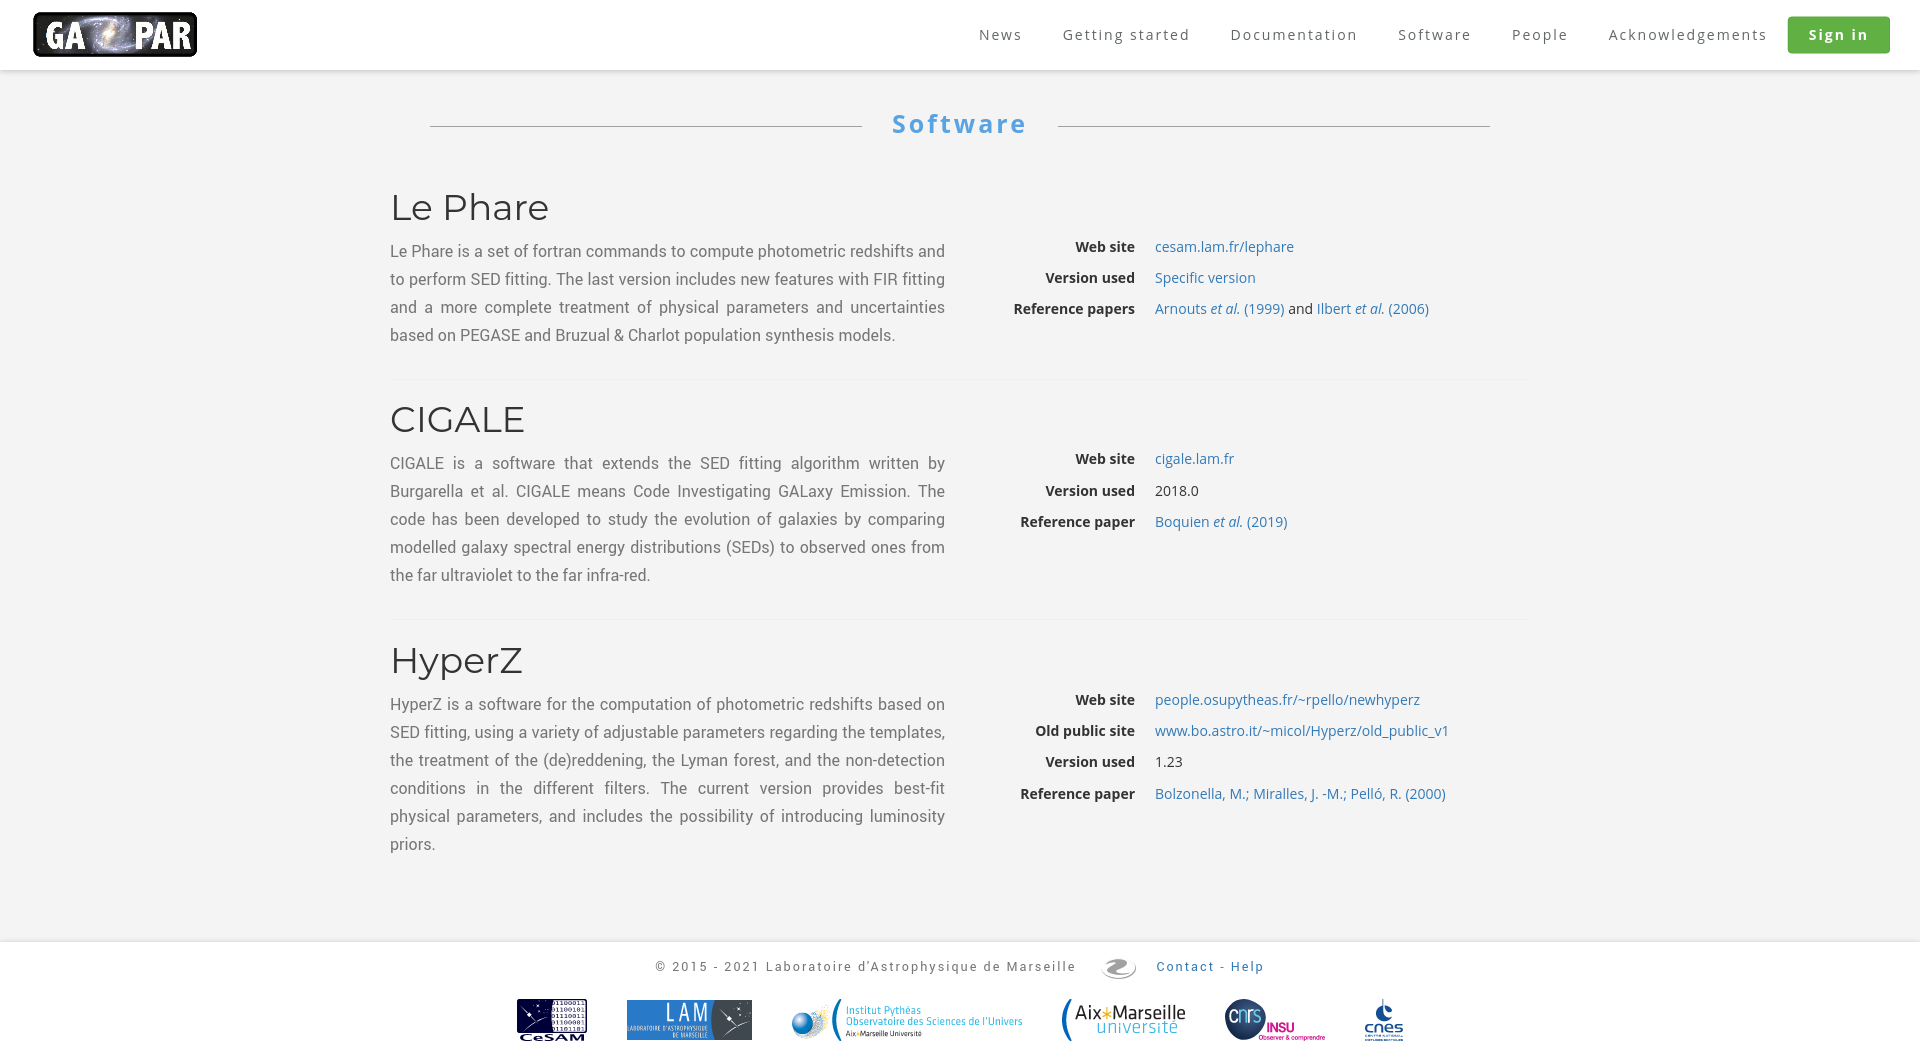 GA PAR
News Getting started Documentation Software People Acknowledgements Sign in
Software
Le Phare
Le Phare is a set of fortran commands to compute photometric redshifts and
to perform SED fitting. The last version includes new features with FIR fitting
and a more complete treatment of physical parameters and uncertainties
based on PEGASE and Bruzual & Charlot population synthesis models.
Web site cesam.lam.fr/lephare
Version used Specific version
Reference papers Arnouts et al. (1999) and Ilbert et al. (2006)
CIGALE
CIGALE is a software that extends the SED fitting algorithm written by
Burgarella et al. CIGALE means Code Investigating GALaxy Emission. The
code has been developed to study the evolution of galaxies by comparing
modelled galaxy spectral energy distributions (SEDs) to observed ones from
the far ultraviolet to the far infra-red.
Web site cigale.lam.fr
Version used 2018.0
Reference paper Boquien et al. (2019)
HyperZ
HyperZ is a software for the computation of photometric redshifts based on
SED fitting, using a variety of adjustable parameters regarding the templates,
the treatment of the (de)reddening, the Lyman forest, and the non-detection
conditions in the different filters. The current version provides best-fit
physical parameters, and includes the possibility of introducing luminosity
priors.
Web site people.osupytheas.fr/~rpello/newhyperz
Old public site www.bo.astro.it/~micol/Hyperz/old_public_v1
Version used 1.23
Reference paper Bolzonella, M.; Miralles, J. -M.; Pelló, R. (2000)
© 2015 - 2021 Laboratoire d'Astrophysique de Marseille Contact - Help
CeSAM
LAM
LABORATOIRE D'ASTROPHYSIQUE
DE MARSEILLE
Institut Pythéas
Observatoire des Sciences de l'Univers
Aix*Marseille Université
Aix*Marseille
université
cnrs
INSU
Observer & comprendre
cnes